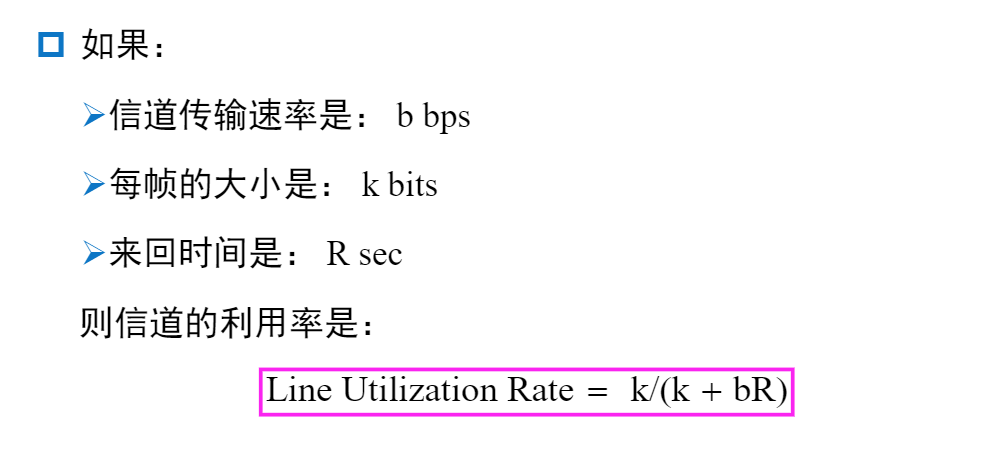 如果：
信道传输速率是： b bps
每帧的大小是： k bits
来回时间是： R sec
则信道的利用率是：
Line Utilization Rate = k/(k + bR)